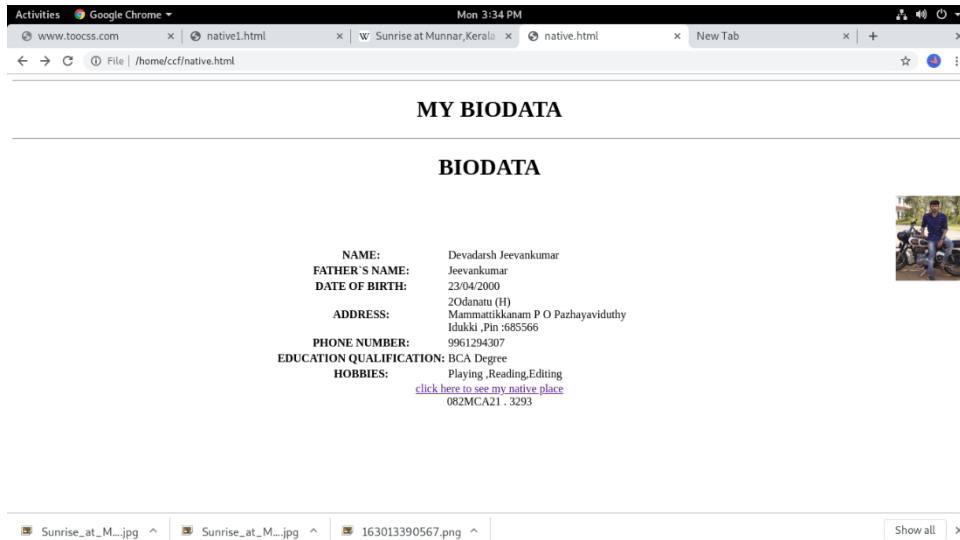 Activities Google Chrome Mon 3:34 PM
www.toocss.com native1.html Sunrise at Munnar,Kerala native.html New Tab
File /home/ccf/native.html
MY BIODATA
BIODATA
NAME: Devadarsh Jeevankumar
FATHER`S NAME: Jeevankumar
DATE OF BIRTH: 23/04/2000
2Odanatu (H)
ADDRESS: Mammattikkanam P O Pazhayaviduthy
Idukki ,Pin :685566
PHONE NUMBER: 9961294307
EDUCATION QUALIFICATION: BCA Degree
HOBBIES: Playing ,Reading,Editing
click here to see my native place
082MCA21 . 3293
Sunrise_at_M....jpg Sunrise_at_M....jpg 163013390567.png Show all